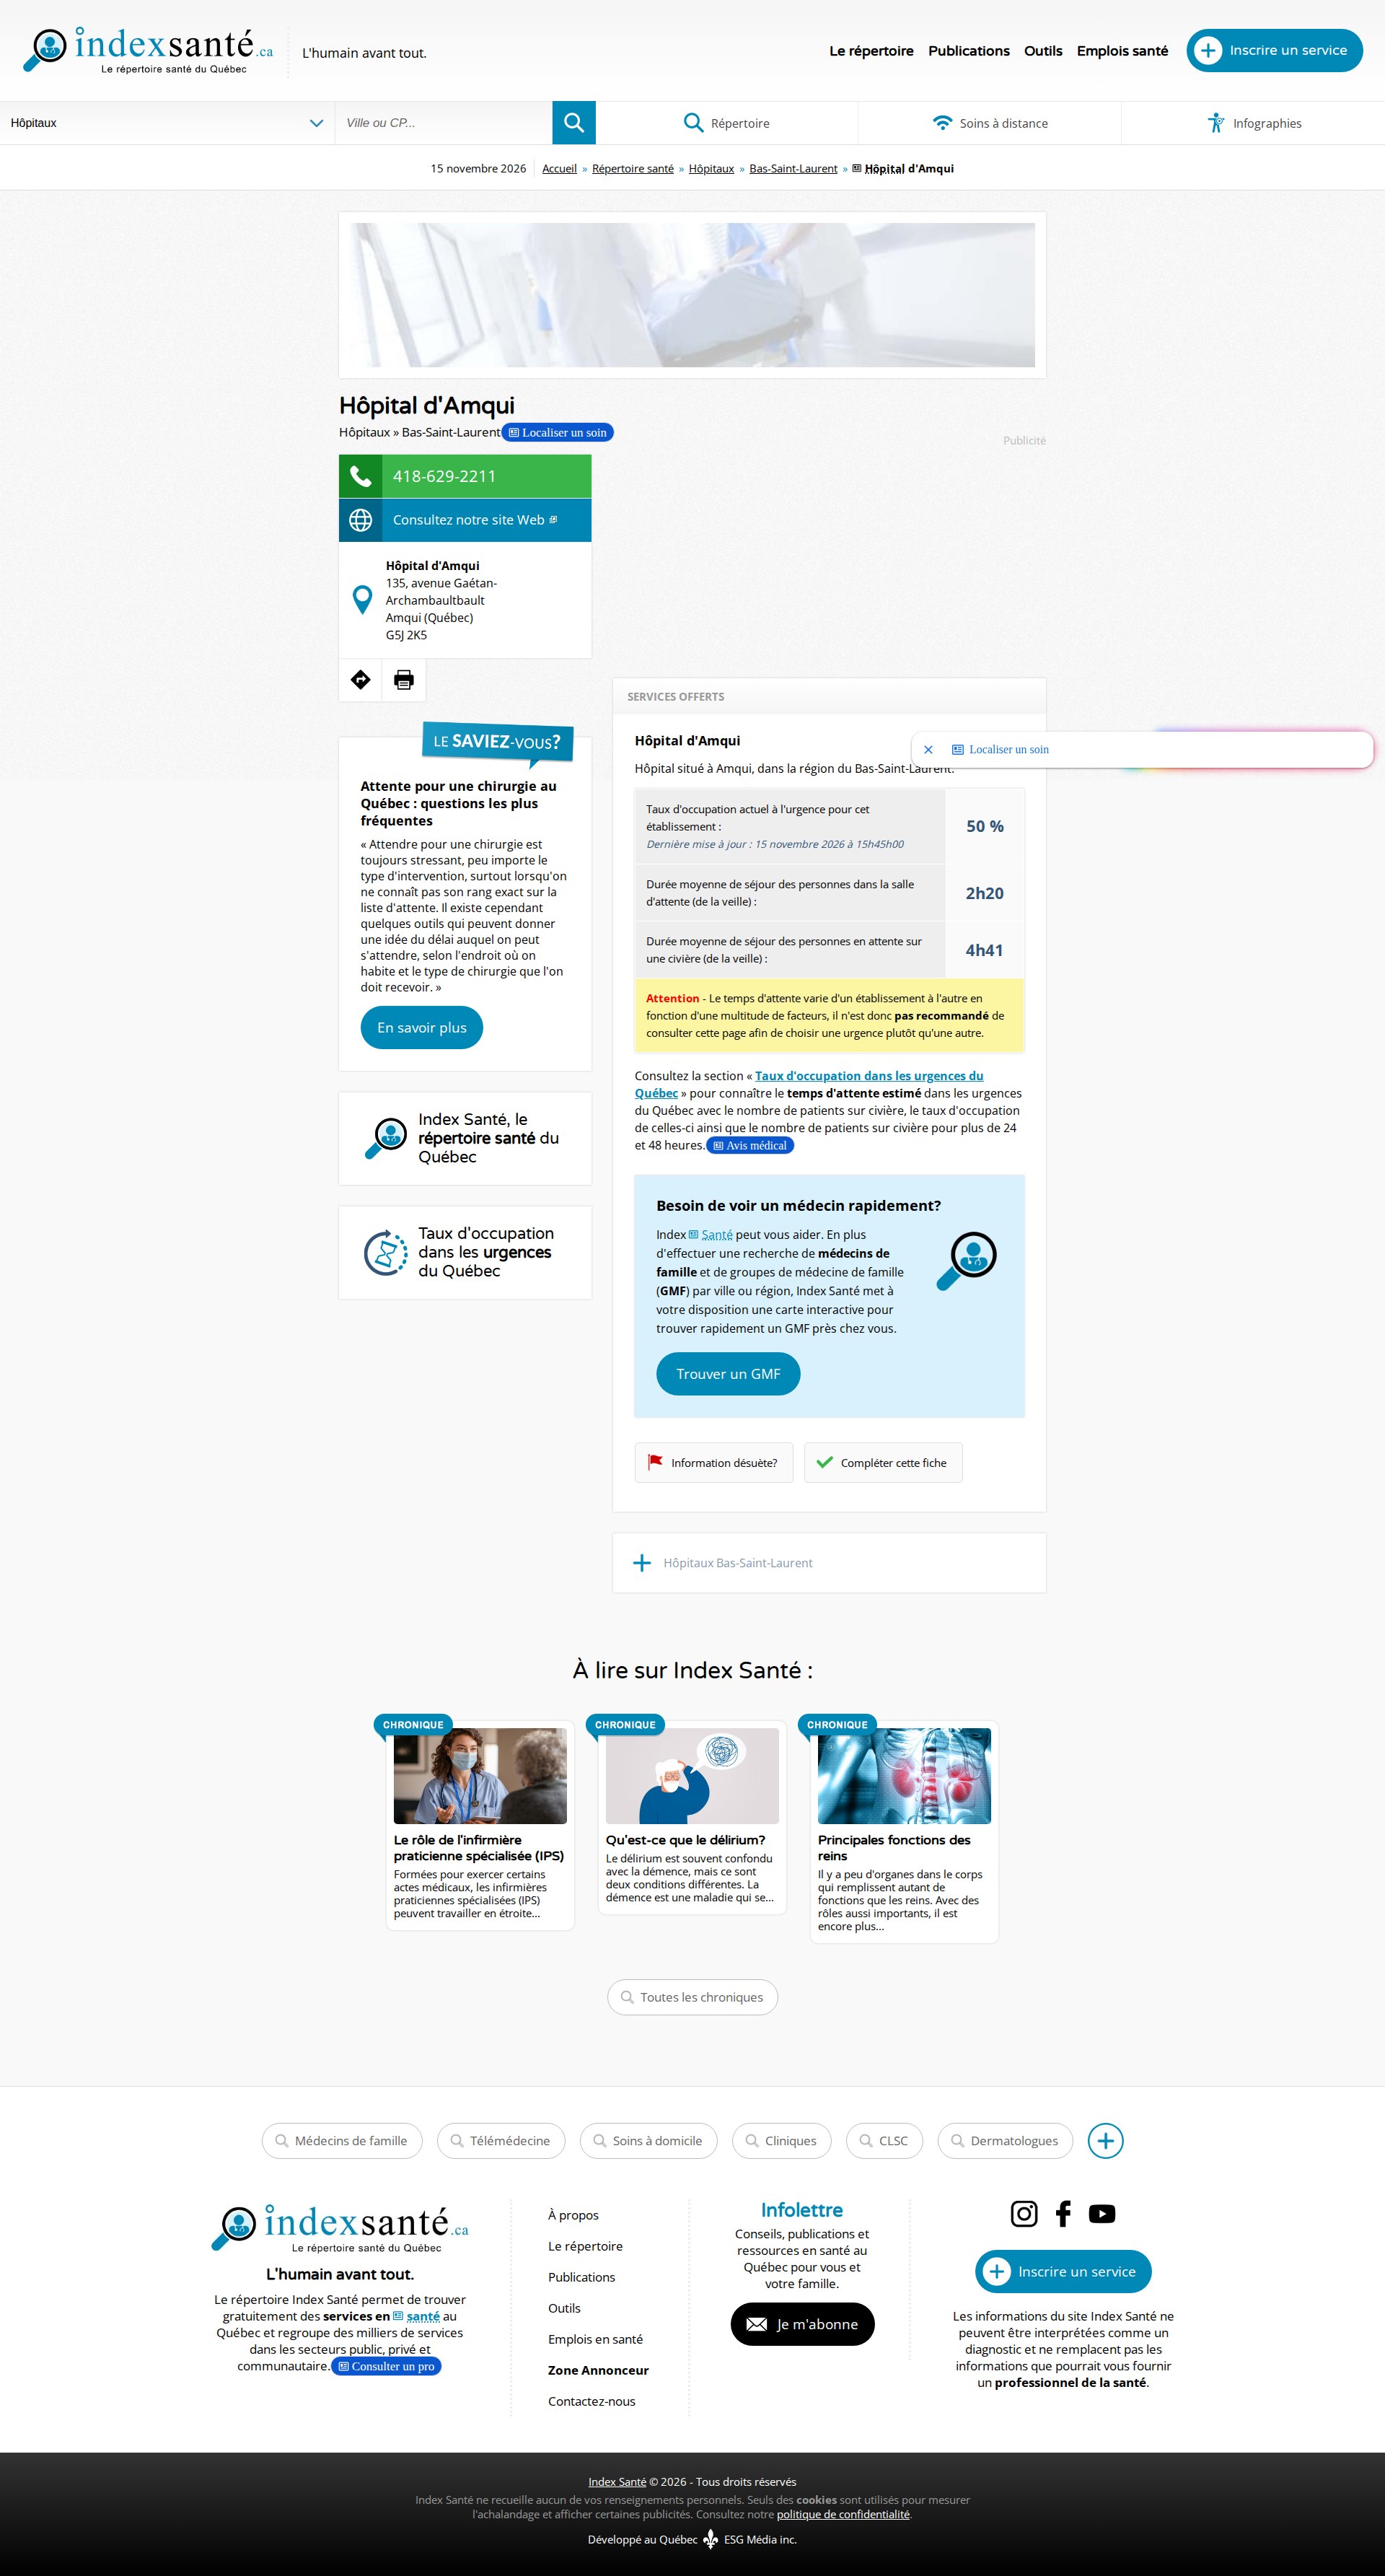 indexsanté.ca
Le répertoire santé du Québec
L'humain avant tout.
Le répertoire
Publications
Outils
Emplois santé
Inscrire un service
Hôpitaux
Ville ou CP...
Répertoire
Soins à distance
Infographies
15 novembre 2026
Accueil » Répertoire santé » Hôpitaux » Bas-Saint-Laurent » Hôpital d'Amqui
Hôpital d'Amqui
Hôpitaux » Bas-Saint-Laurent Localiser un soin
Publicité
418-629-2211
Consultez notre site Web
Hôpital d'Amqui
135, avenue Gaétan-
Archambaultbault
Amqui (Québec)
G5J 2K5
LE SAVIEZ-VOUS?
Attente pour une chirurgie au
Québec : questions les plus
fréquentes
« Attendre pour une chirurgie est
toujours stressant, peu importe le
type d'intervention, surtout lorsqu'on
ne connaît pas son rang exact sur la
liste d'attente. Il existe cependant
quelques outils qui peuvent donner
une idée du délai auquel on peut
s'attendre, selon l'endroit où on
habite et le type de chirurgie que l'on
doit recevoir. »
En savoir plus
Index Santé, le
répertoire santé du
Québec
Taux d'occupation
dans les urgences
du Québec
SERVICES OFFERTS
Hôpital d'Amqui
Localiser un soin
Hôpital situé à Amqui, dans la région du Bas-Saint-Laurent.
Taux d'occupation actuel à l'urgence pour cet
établissement :
Dernière mise à jour : 15 novembre 2026 à 15h45h00
50 %
Durée moyenne de séjour des personnes dans la salle
d'attente (de la veille) :
2h20
Durée moyenne de séjour des personnes en attente sur
une civière (de la veille) :
4h41
Attention - Le temps d'attente varie d'un établissement à l'autre en
fonction d'une multitude de facteurs, il n'est donc pas recommandé de
consulter cette page afin de choisir une urgence plutôt qu'une autre.
Consultez la section « Taux d'occupation dans les urgences du
Québec » pour connaître le temps d'attente estimé dans les urgences
du Québec avec le nombre de patients sur civière, le taux d'occupation
de celles-ci ainsi que le nombre de patients sur civière pour plus de 24
et 48 heures. Avis médical
Besoin de voir un médecin rapidement?
Index Santé peut vous aider. En plus
d'effectuer une recherche de médecins de
famille et de groupes de médecine de famille
(GMF) par ville ou région, Index Santé met à
votre disposition une carte interactive pour
trouver rapidement un GMF près chez vous.
Trouver un GMF
Information désuète?
Compléter cette fiche
Hôpitaux Bas-Saint-Laurent
À lire sur Index Santé :
CHRONIQUE
Le rôle de l'infirmière
praticienne spécialisée (IPS)
Formées pour exercer certains
actes médicaux, les infirmières
praticiennes spécialisées (IPS)
peuvent travailler en étroite...
CHRONIQUE
Qu'est-ce que le délirium?
Le délirium est souvent confondu
avec la démence, mais ce sont
deux conditions différentes. La
démence est une maladie qui se...
CHRONIQUE
Principales fonctions des
reins
Il y a peu d'organes dans le corps
qui remplissent autant de
fonctions que les reins. Avec des
rôles aussi importants, il est
encore plus...
Toutes les chroniques
Médecins de famille
Télémédecine
Soins à domicile
Cliniques
CLSC
Dermatologues
indexsanté.ca
Le répertoire santé du Québec
L'humain avant tout.
Le répertoire Index Santé permet de trouver
gratuitement des services en santé au
Québec et regroupe des milliers de services
dans les secteurs public, privé et
communautaire. Consulter un pro
À propos
Le répertoire
Publications
Outils
Emplois en santé
Zone Annonceur
Contactez-nous
Infolettre
Conseils, publications et
ressources en santé au
Québec pour vous et
votre famille.
Je m'abonne
Inscrire un service
Les informations du site Index Santé ne
peuvent être interprétées comme un
diagnostic et ne remplacent pas les
informations que pourrait vous fournir
un professionnel de la santé.
Index Santé © 2026 - Tous droits réservés
Index Santé ne recueille aucun de vos renseignements personnels. Seuls des cookies sont utilisés pour mesurer
l'achalandage et afficher certaines publicités. Consultez notre politique de confidentialité.
Développé au Québec ESG Média inc.